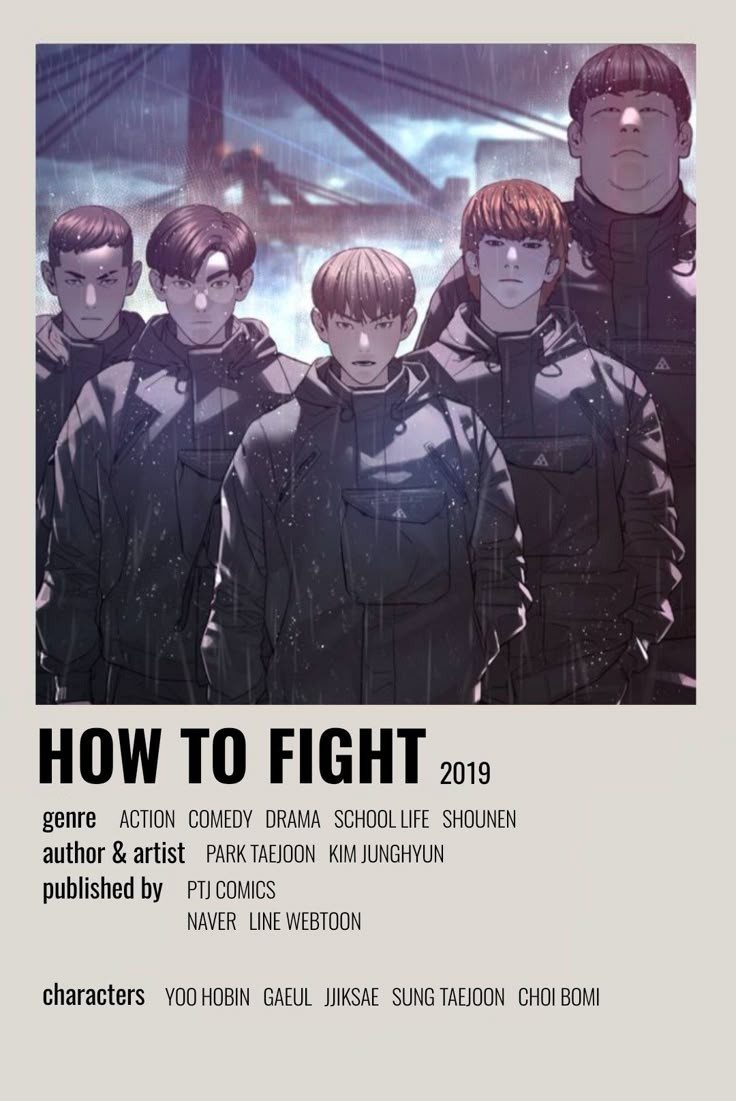 HOW TO FIGHT 2019
genre ACTION COMEDY DRAMA SCHOOL LIFE SHOUNEN
author & artist PARK TAEJOON KIM JUNGHYUN
published by PTJ COMICS
NAVER LINE WEBTOON
characters YOO HOBIN GAEUL JJIKSAE SUNG TAEJOON CHOI BOMI